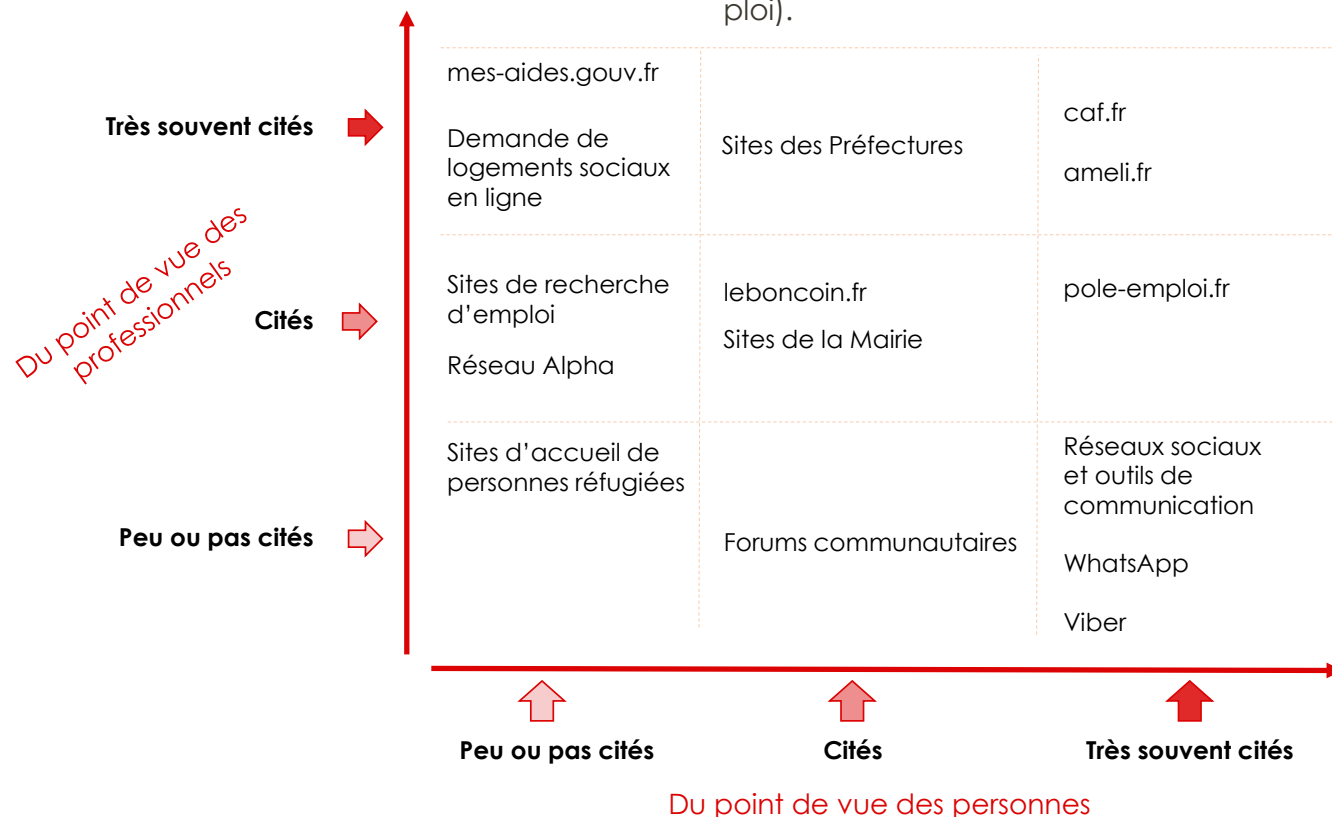 ploi).
Très souvent cités
mes-aides.gouv.fr
Demande de
logements sociaux
en ligne
Sites des Préfectures
caf.fr
ameli.fr
Du point de vue des
professionnels
Cités
Sites de recherche
d’emploi
Réseau Alpha
leboncoin.fr
Sites de la Mairie
pole-emploi.fr
Peu ou pas cités
Sites d’accueil de
personnes réfugiées
Forums communautaires
Réseaux sociaux
et outils de
communication
WhatsApp
Viber
Peu ou pas cités
Cités
Très souvent cités
Du point de vue des personnes